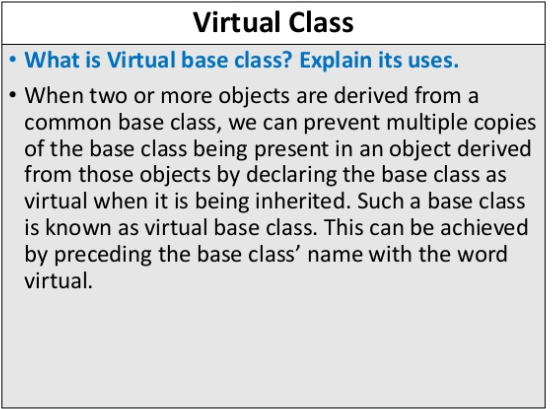 Virtual Class
• What is Virtual base class? Explain its uses.
• When two or more objects are derived from a
common base class, we can prevent multiple copies
of the base class being present in an object derived
from those objects by declaring the base class as
virtual when it is being inherited. Such a base class
is known as virtual base class. This can be achieved
by preceding the base class’ name with the word
virtual.